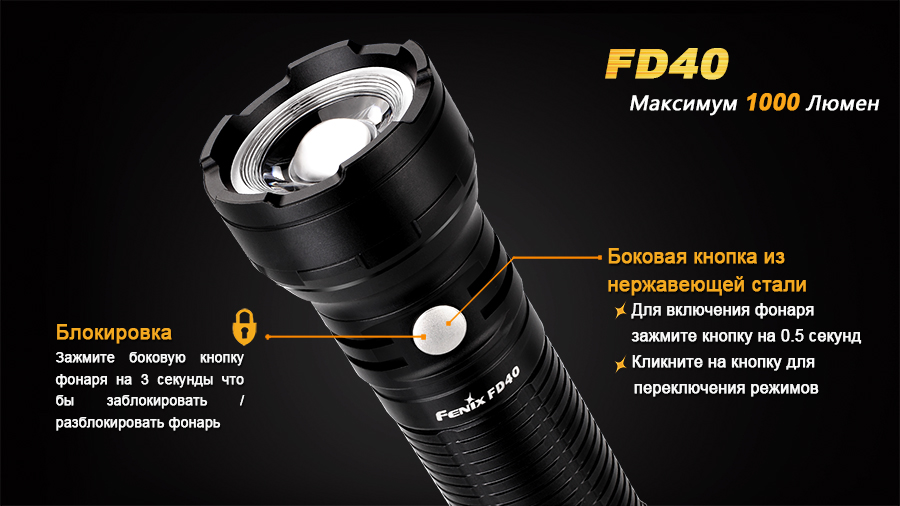 FD40
Максимум 1000 Люмен
Боковая кнопка из
нержавеющей стали
Для включения фонаря
зажмите кнопку на 0.5 секунд
Кликните на кнопку для
переключения режимов
Блокировка
Зажмите боковую кнопку
фонаря на 3 секунды что
бы заблокировать /
разблокировать фонарь
FENIX FD40